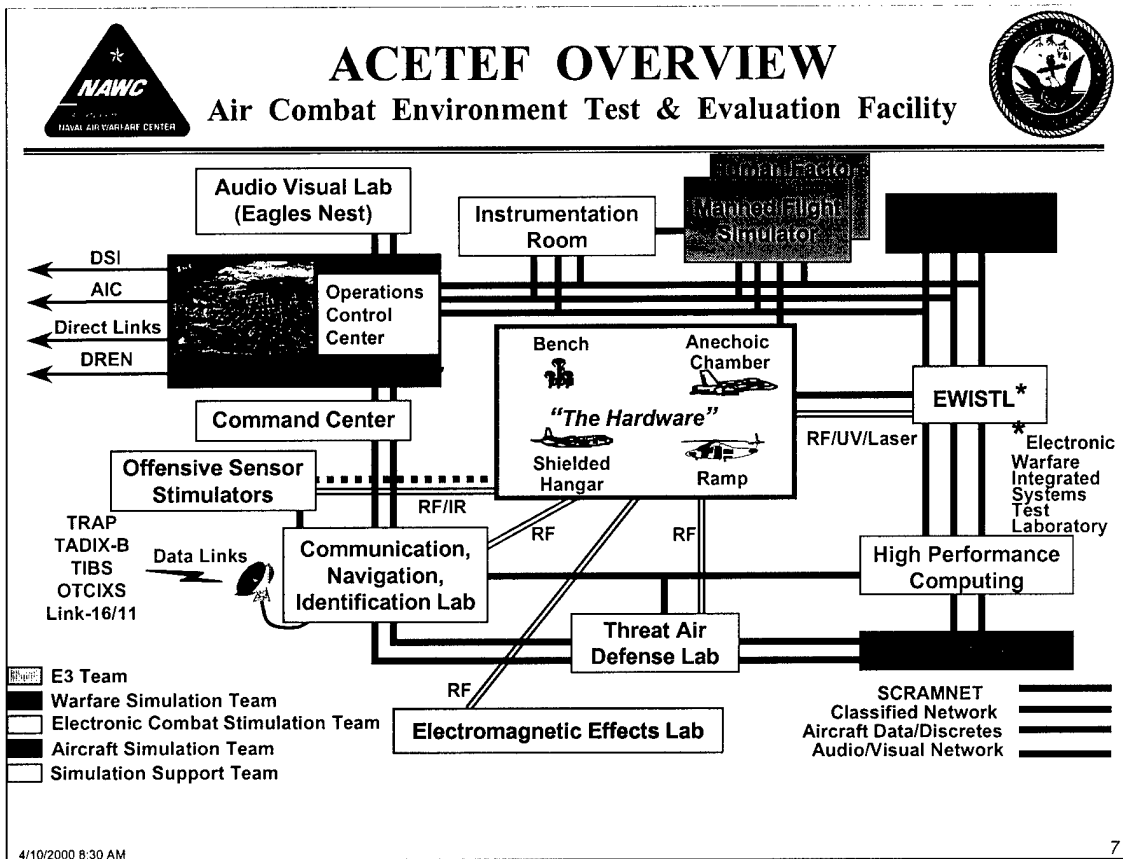 ACETEF OVERVIEW
Air Combat Environment Test & Evaluation Facility
NAWC
NAVAL AIR WARFARE CENTER
Audio Visual Lab
(Eagles Nest)
Instrumentation
Room
Human Factor
Manned Flight
Simulator
DSI
AIC
Direct Links
DREN
Operations
Control
Center
Bench
Anechoic
Chamber
"The Hardware"
Shielded
Hangar
Ramp
EWISTL*
RF/UV/Laser
*Electronic
Warfare
Integrated
Systems
Test
Laboratory
Command Center
Offensive Sensor
Stimulators
RF/IR
RF
RF
TRAP
TADIX-B
TIBS
OTCIXS
Link-16/11
Data Links
Communication,
Navigation,
Identification Lab
High Performance
Computing
Threat Air
Defense Lab
RF
Electromagnetic Effects Lab
E3 Team
Warfare Simulation Team
Electronic Combat Stimulation Team
Aircraft Simulation Team
Simulation Support Team
SCRAMNET
Classified Network
Aircraft Data/Discretes
Audio/Visual Network
4/10/2000 8:30 AM
7